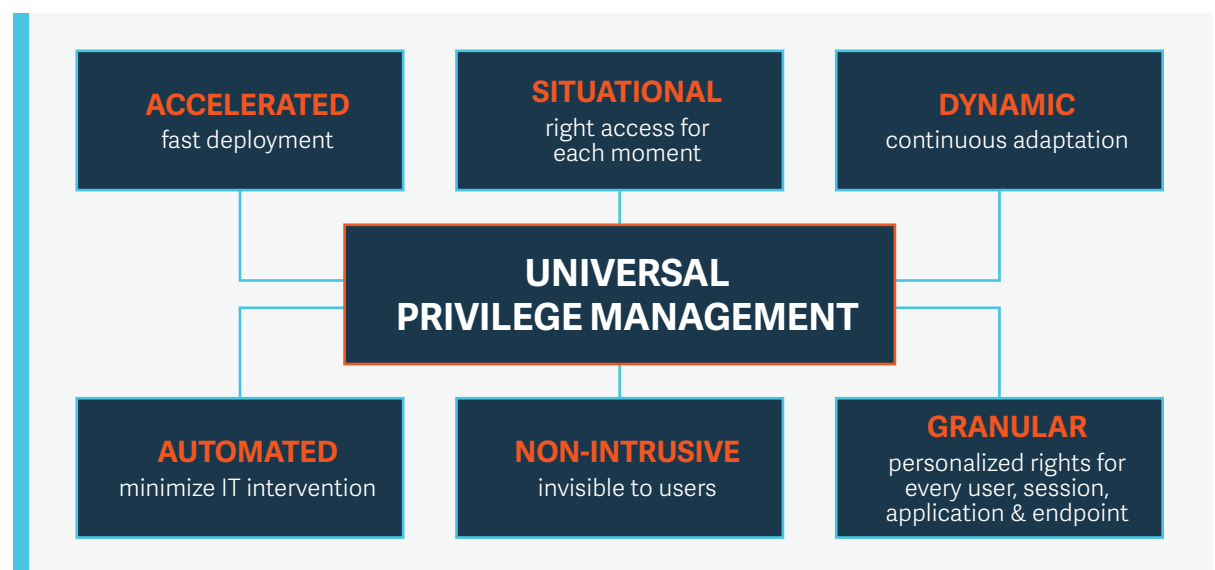 ACCELERATED
fast deployment
SITUATIONAL
right access for
each moment
DYNAMIC
continuous adaptation
UNIVERSAL
PRIVILEGE MANAGEMENT
AUTOMATED
minimize IT intervention
NON-INTRUSIVE
invisible to users
GRANULAR
personalized rights for
every user, session,
application & endpoint